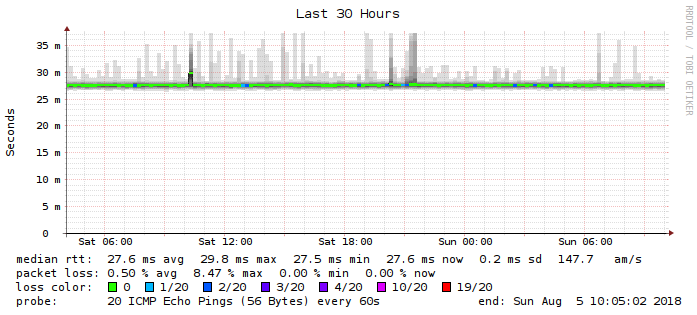 Last 30 Hours
RRDTOOL / TOBI OETIKER
Seconds
35 m
30 m
25 m
20 m
15 m
10 m
5 m
0
Sat 06:00 Sat 12:00 Sat 18:00 Sun 00:00 Sun 06:00
median rtt: 27.6 ms avg 29.8 ms max 27.5 ms min 27.6 ms now 0.2 ms sd 147.7 am/s
packet loss: 0.50 % avg 8.47 % max 0.00 % min 0.00 % now
loss color: 0 1/20 2/20 3/20 4/20 10/20 19/20
probe: 20 ICMP Echo Pings (56 Bytes) every 60s end: Sun Aug 5 10:05:02 2018